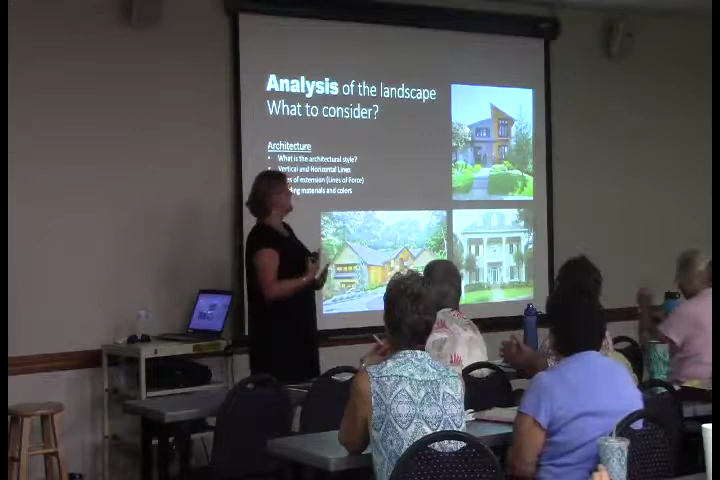 Analysis of the landscape
What to consider?
Architecture
• What is the architectural style?
• Vertical and Horizontal Lines
of extension (Lines of Force)
materials and colors